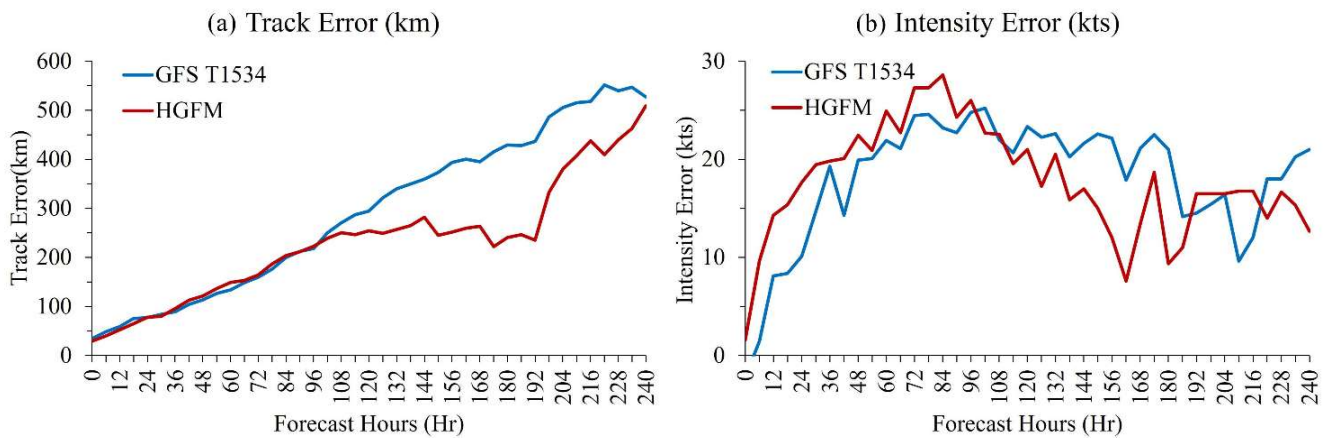 (a) Track Error (km)
600
500
400
300
200
100
0
Track Error(km)
GFS T1534
HGFM
0 12 24 36 48 60 72 84 96 108 120 132 144 156 168 180 192 204 216 228 240
Forecast Hours (Hr)
(b) Intensity Error (kts)
30
20
10
0
Intensity Error (kts)
GFS T1534
HGFM
0 12 24 36 48 60 72 84 96 108 120 132 144 156 168 180 192 204 216 228 240
Forecast Hours (Hr)